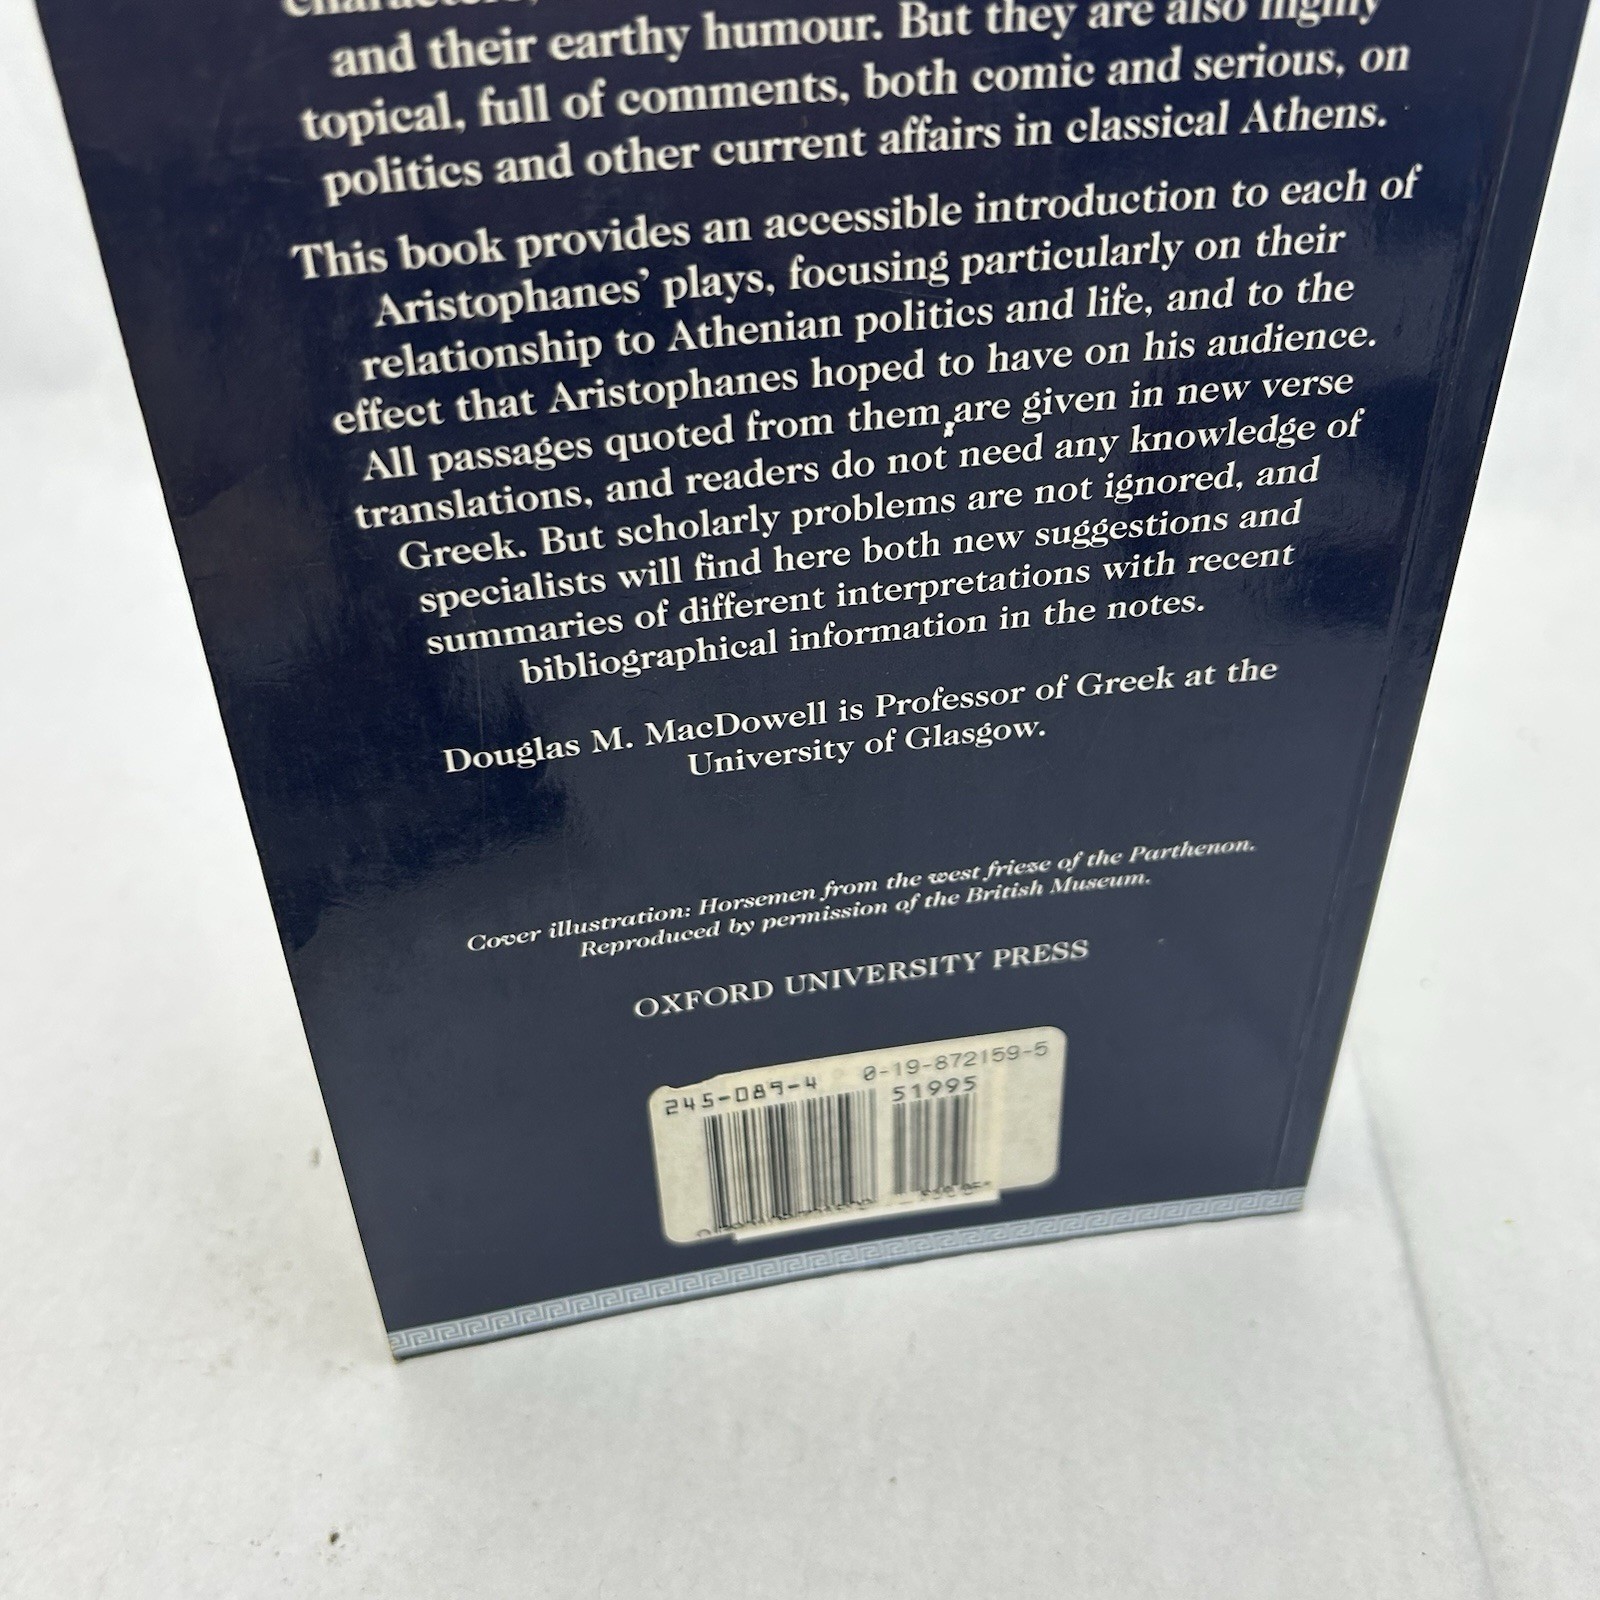 and their earthy humour. But they are also highly
topical, full of comments, both comic and serious, on
politics and other current affairs in classical Athens.
This book provides an accessible introduction to each of
Aristophanes' plays, focusing particularly on their
relationship to Athenian politics and life, and to the
effect that Aristophanes hoped to have on his audience.
All passages quoted from them are given in new verse
translations, and readers do not need any knowledge of
Greek. But scholarly problems are not ignored, and
specialists will find here both new suggestions and
summaries of different interpretations with recent
bibliographical information in the notes.
Douglas M. MacDowell is Professor of Greek at the
University of Glasgow.
Cover illustration: Horsemen from the west frieze of the Parthenon.
Reproduced by permission of the British Museum.
OXFORD UNIVERSITY PRESS
245-089-4 0-19-872159-5
51995